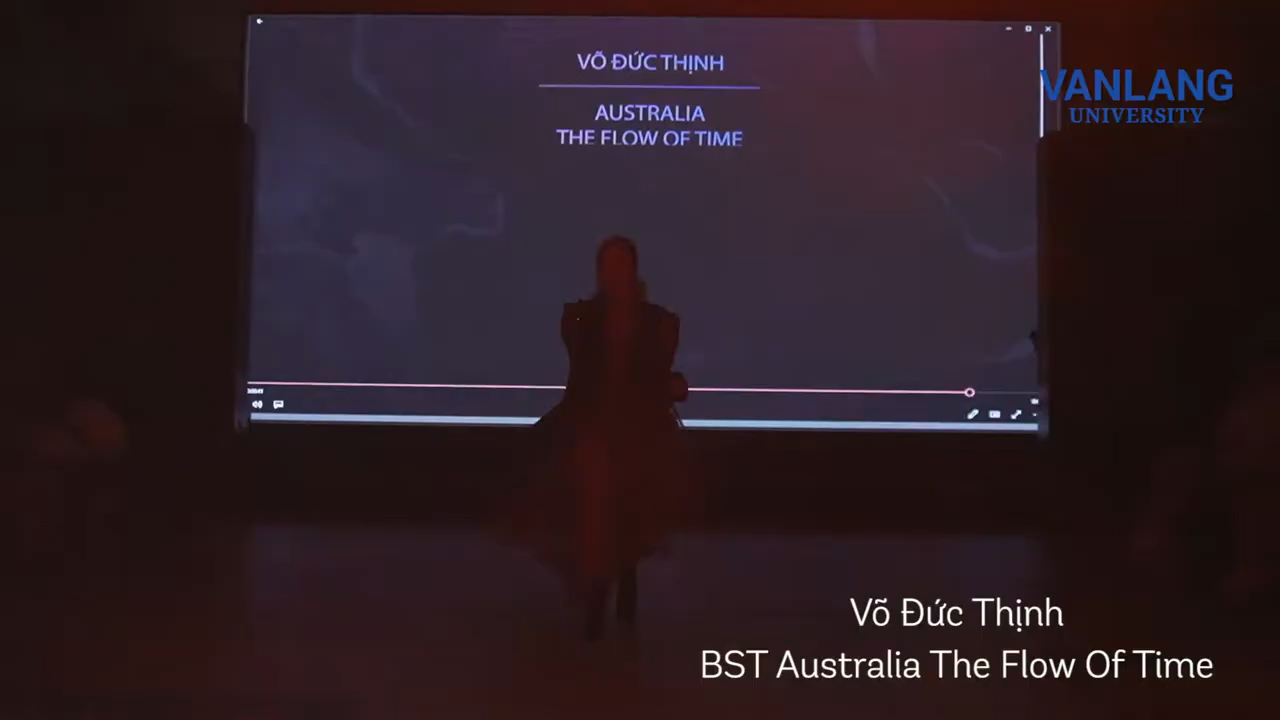 VÕ ĐỨC THỊNH
AUSTRALIA
THE FLOW OF TIME
VANLANG
UNIVERSITY
Võ Đức Thịnh
BST Australia The Flow Of Time